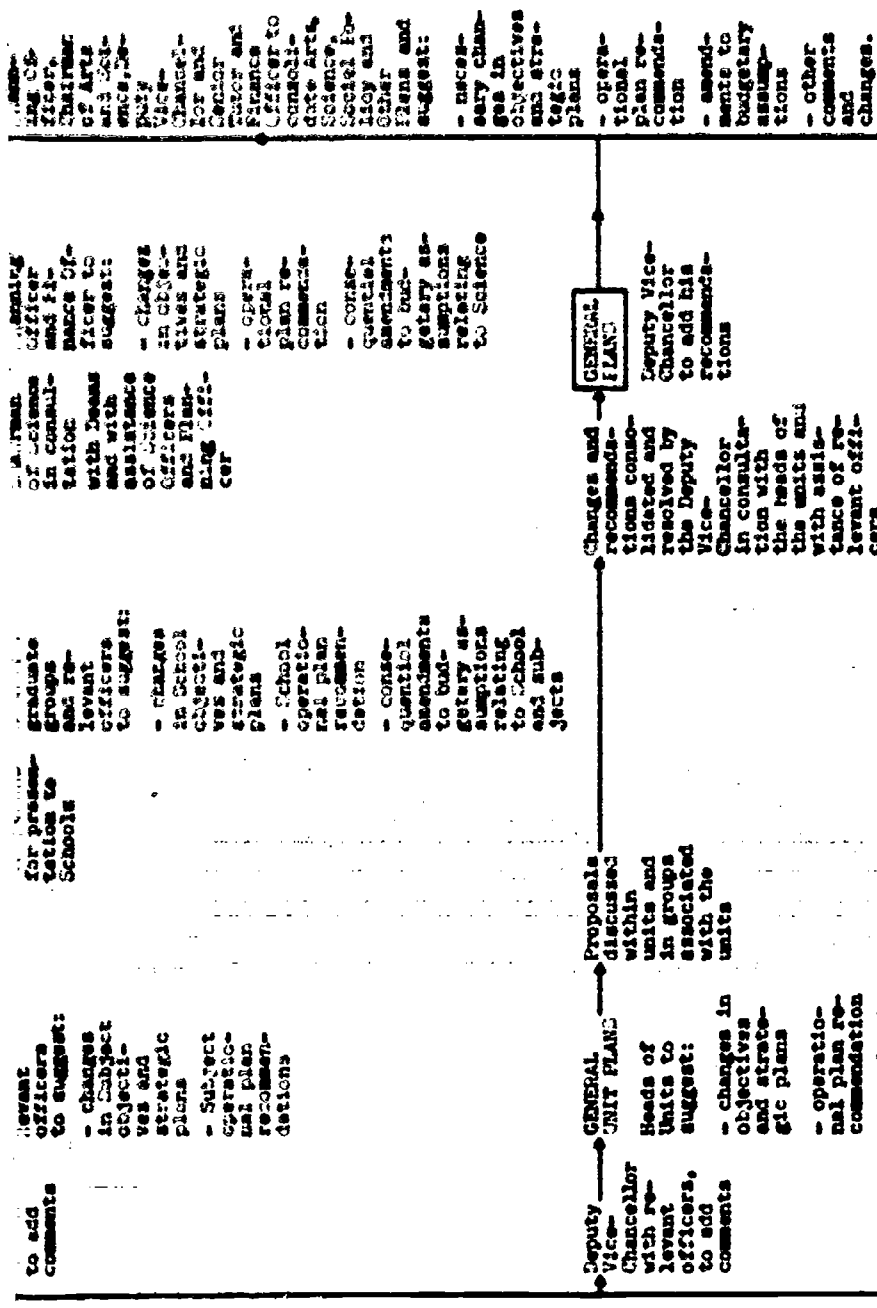 to add
comments
levant
officers
to suggest:
- changes
in Subject
objecti-
ves and
strategic
plans
- Subject
operatio-
nal plan
recommen-
dations
for presen-
tation to
Schools
graduate
groups
and re-
levant
officers
to suggest:
- changes
in School
objecti-
ves and
strategic
plans
- School
operatio-
nal plan
recommen-
dation
- conse-
quential
amendments
to bud-
getary as-
sumptions
relating
to School
and sub-
jects
of Science
in consul-
tation
with Deans
and with
assistance
of Science
Officers
and Plan-
ning Offi-
cer
Officer
and Fi-
nance Of-
ficer to
suggest:
- changes
in objec-
tives and
strategic
plans
- opera-
tional
plan re-
commenda-
tion
- conse-
quential
amendments
to bud-
getary as-
sumptions
relating
to Science
ning Of-
ficer,
Chairman
of Arts
and Sci-
ence, De-
puty
Vice-
Chancel-
lor and
Senior
Tutor and
Finance
Officer to
consoli-
date Arts,
Science,
Social Po-
licy and
Other
Plans and
suggest:
- neces-
sary chan-
ges in
objectives
and stra-
tegic
plans
- opera-
tional
plan re-
commenda-
tion
- amend-
ments to
budgetary
assump-
tions
- other
comments
and
changes.
Deputy
Vice-
Chancellor
with re-
levant
officers,
to add
comments
GENERAL
UNIT PLANS
Heads of
Units to
suggest:
- changes in
objectives
and strate-
gic plans
- operatio-
nal plan re-
commendation
Proposals
discussed
within
units and
in groups
associated
with the
units
Changes and
recommenda-
tions conso-
lidated and
resolved by
the Deputy
Vice-
Chancellor
in consulta-
tion with
the heads of
the units and
with assis-
tance of re-
levant offi-
cers
GENERAL
PLANS
Deputy Vice-
Chancellor
to add his
recommenda-
tions